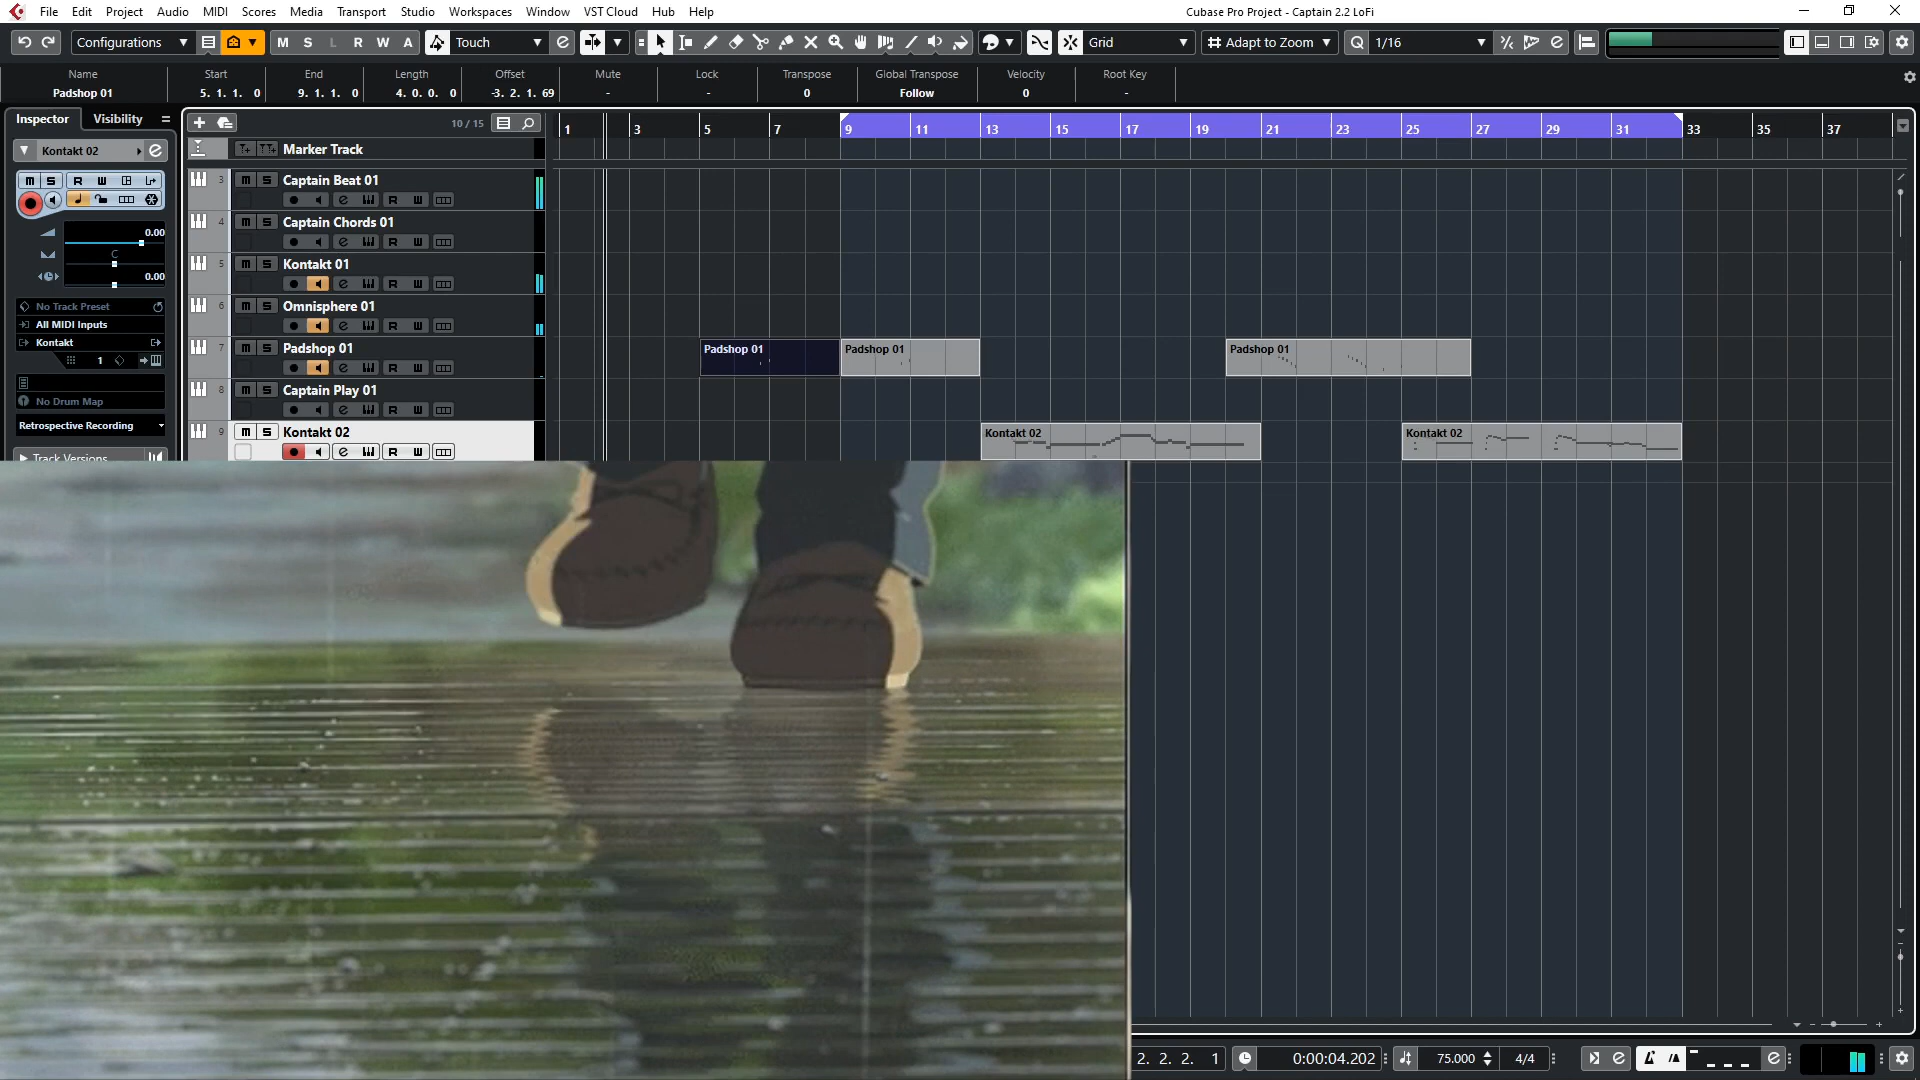 File Edit Project Audio MIDI Scores Media Transport Studio Workspaces Window VST Cloud Hub Help
Cubase Pro Project - Captain 2.2 LoFi
Configurations M S L R W A Touch Grid Adapt to Zoom Q 1/16
Name Start End Length Offset Mute Lock Transpose Global Transpose Velocity Root Key
Padshop 01 5. 1. 1. 0 9. 1. 1. 0 4. 0. 0. 0 -3. 2. 1. 69 - - 0 Follow 0 -
Inspector Visibility
10 / 15
1 3 5 7 9 11 13 15 17 19 21 23 25 27 29 31 33 35 37
Kontakt 02
M S R W
0.00
C
0.00
No Track Preset
All MIDI Inputs
Kontakt
1
No Drum Map
Retrospective Recording
Track Versions
Marker Track
3 M S Captain Beat 01
R W
4 M S Captain Chords 01
R W
5 M S Kontakt 01
R W
6 M S Omnisphere 01
R W
7 M S Padshop 01
R W
8 M S Captain Play 01
R W
9 M S Kontakt 02
R W
Padshop 01 Padshop 01 Padshop 01
Kontakt 02 Kontakt 02
2. 2. 2. 1 0:00:04.202 75.000 4/4